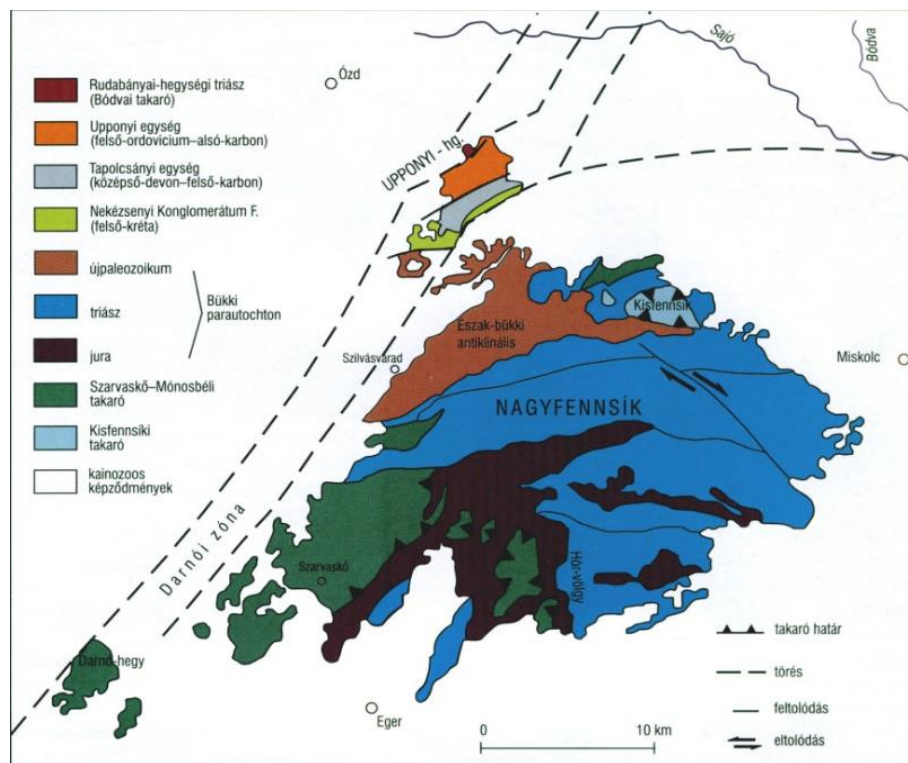 Rudabányai-hegységi triász
(Bódvai takaró)
Upponyi egység
(felső-ordovicium–alsó-karbon)
Tapolcsányi egység
(középső-devon–felső-karbon)
Nekézsenyi Konglomerátum F.
(felső-kréta)
újpaleozoikum
triász
jura
Bükki
parautochton
Szarvaskő–Mónosbéli
takaró
Kisfennsíki
takaró
kainozoos
képződmények
Ózd
Sajó
Bódva
UPPONYI - hg.
Kisfennsík
Észak-bükki
antiklinális
Szilvásvárad
Miskolc
NAGYFENNSÍK
Darnói zóna
Szarvaskő
Hór-völgy
Darnó-hegy
Eger
0 10 km
takaró határ
törés
feltolódás
eltolódás